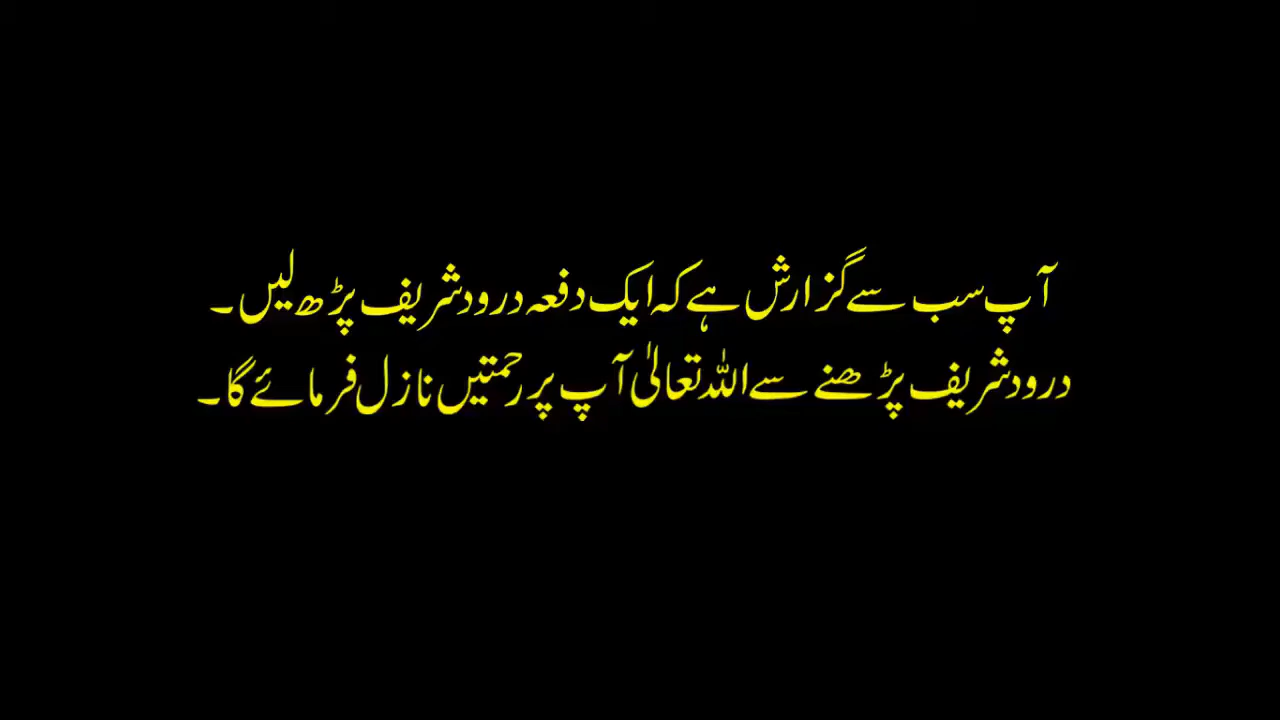 آپ سب سے گزارش ہے کہ ایک دفعہ درود شریف پڑھ لیں۔
درود شریف پڑھنے سے اللہ تعالیٰ آپ پر رحمتیں نازل فرمائے گا۔